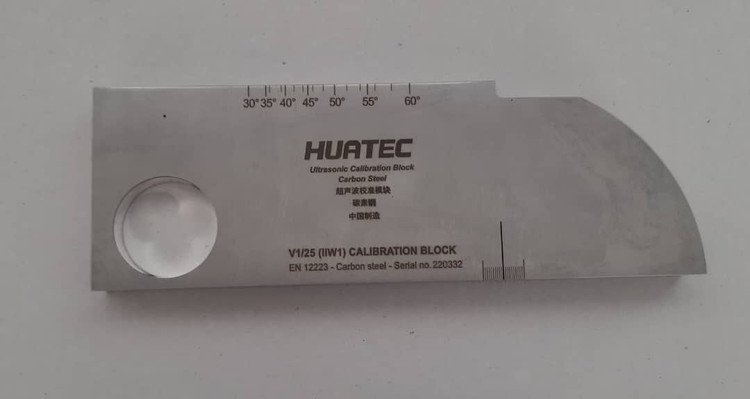 30° 35° 40° 45° 50° 55° 60°
HUATEC
Ultrasonic Calibration Block
Carbon Steel
超声波校准模块
碳素钢
中国制造
V1/25 (IIW1) CALIBRATION BLOCK
EN 12223 - Carbon steel - Serial no. 220332